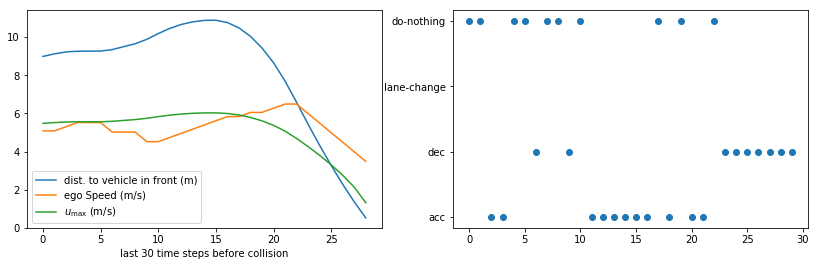 10
8
6
4
2
0
dist. to vehicle in front (m)
ego Speed (m/s)
u_max (m/s)
0 5 10 15 20 25
last 30 time steps before collision
do-nothing
lane-change
dec
acc
0 5 10 15 20 25 30